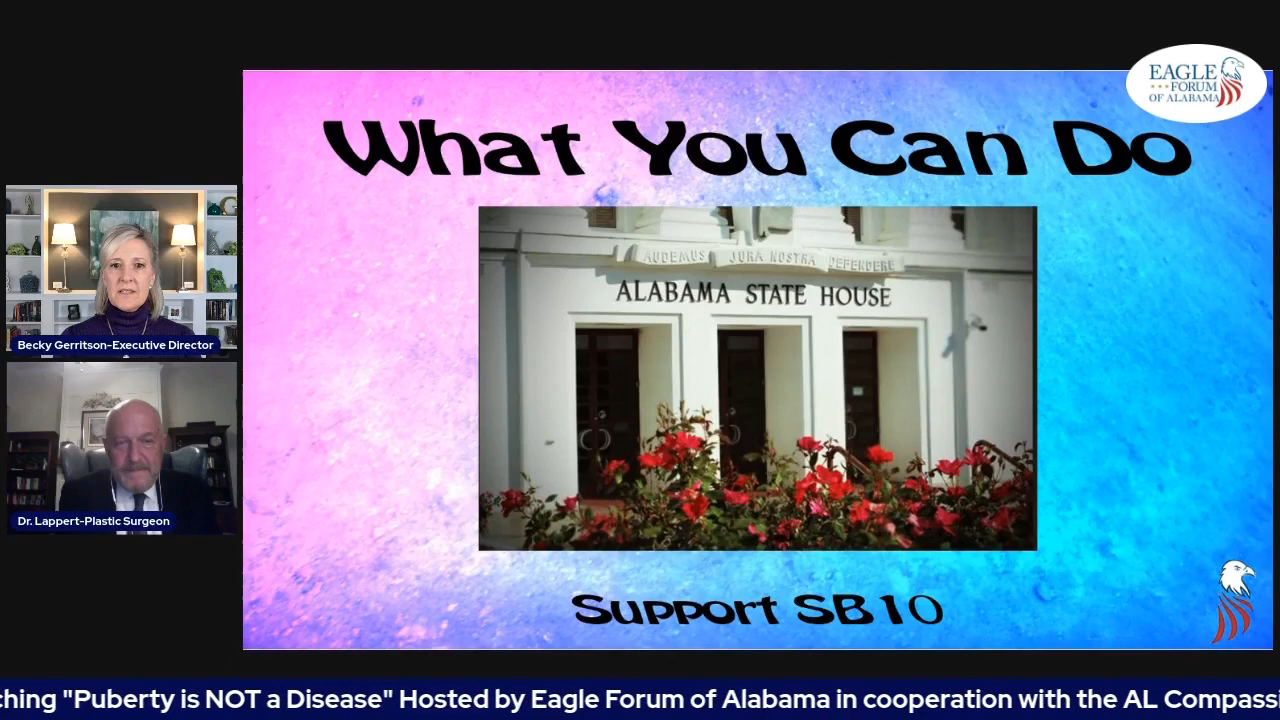 EAGLE
FORUM
OF ALABAMA
What You Can Do
AUDEMUS JURA NOSTRA DEFENDERE
ALABAMA STATE HOUSE
Becky Gerritson-Executive Director
Dr. Lappert-Plastic Surgeon
Support SB10
ching "Puberty is NOT a Disease" Hosted by Eagle Forum of Alabama in cooperation with the AL Compassi